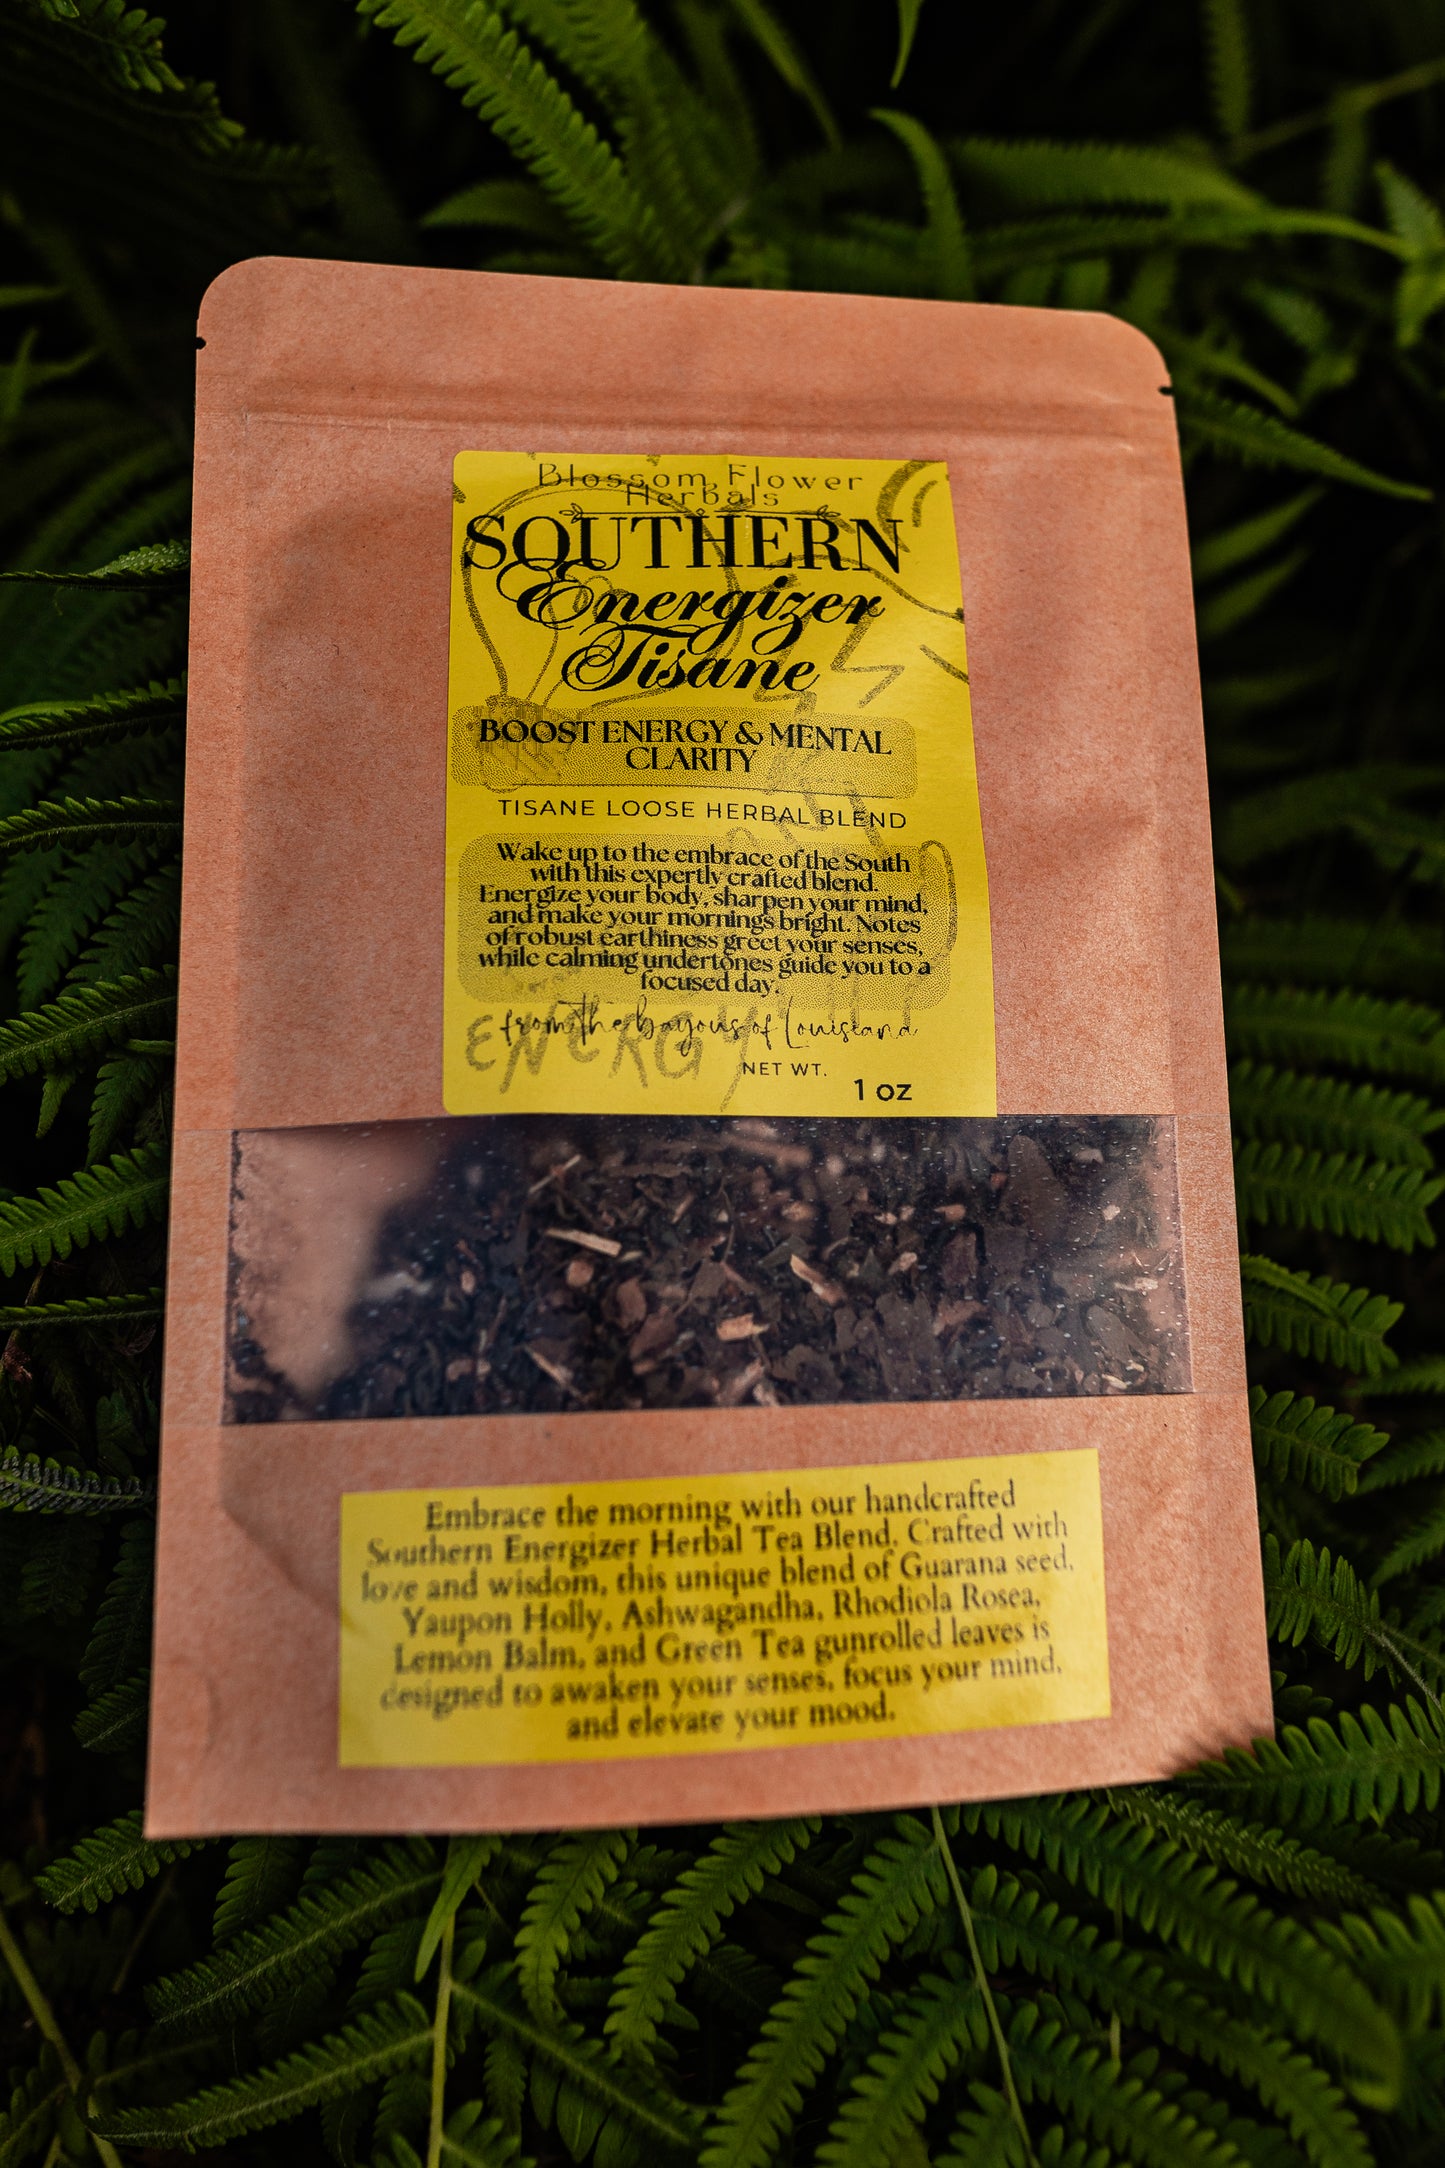 Blossom Flower
Herbals
SOUTHERN
Energizer
Tisane
BOOST ENERGY & MENTAL
CLARITY
TISANE LOOSE HERBAL BLEND
Wake up to the embrace of the South
with this expertly crafted blend.
Energize your body, sharpen your mind,
and make your mornings bright. Notes
of robust earthiness greet your senses,
while calming undertones guide you to a
focused day.
from the bayous of Louisiana
ENERGY
NET WT.
1 oz
Embrace the morning with our handcrafted
Southern Energizer Herbal Tea Blend. Crafted with
love and wisdom, this unique blend of Guarana seed,
Yaupon Holly, Ashwagandha, Rhodiola Rosea,
Lemon Balm, and Green Tea gunrolled leaves is
designed to awaken your senses, focus your mind,
and elevate your mood.